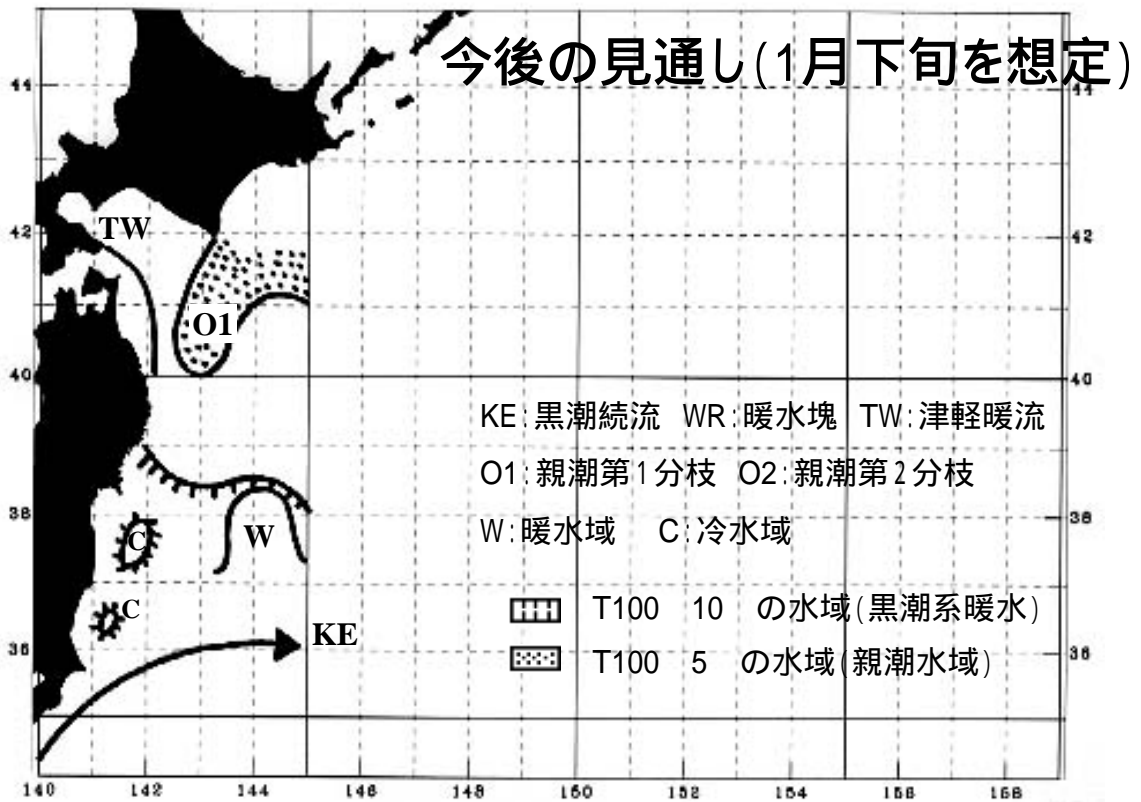 今後の見通し(1月下旬を想定)
44
44
TW
42
42
O1
40
40
KE:黒潮続流 WR:暖水塊 TW:津軽暖流
O1:親潮第1分枝 O2:親潮第2分枝
38
38
C
W
W:暖水域 C:冷水域
C
T100 10 の水域(黒潮系暖水)
KE
36
36
T100 5 の水域(親潮水域)
140 142 144 146 148 150 152 154 156 158